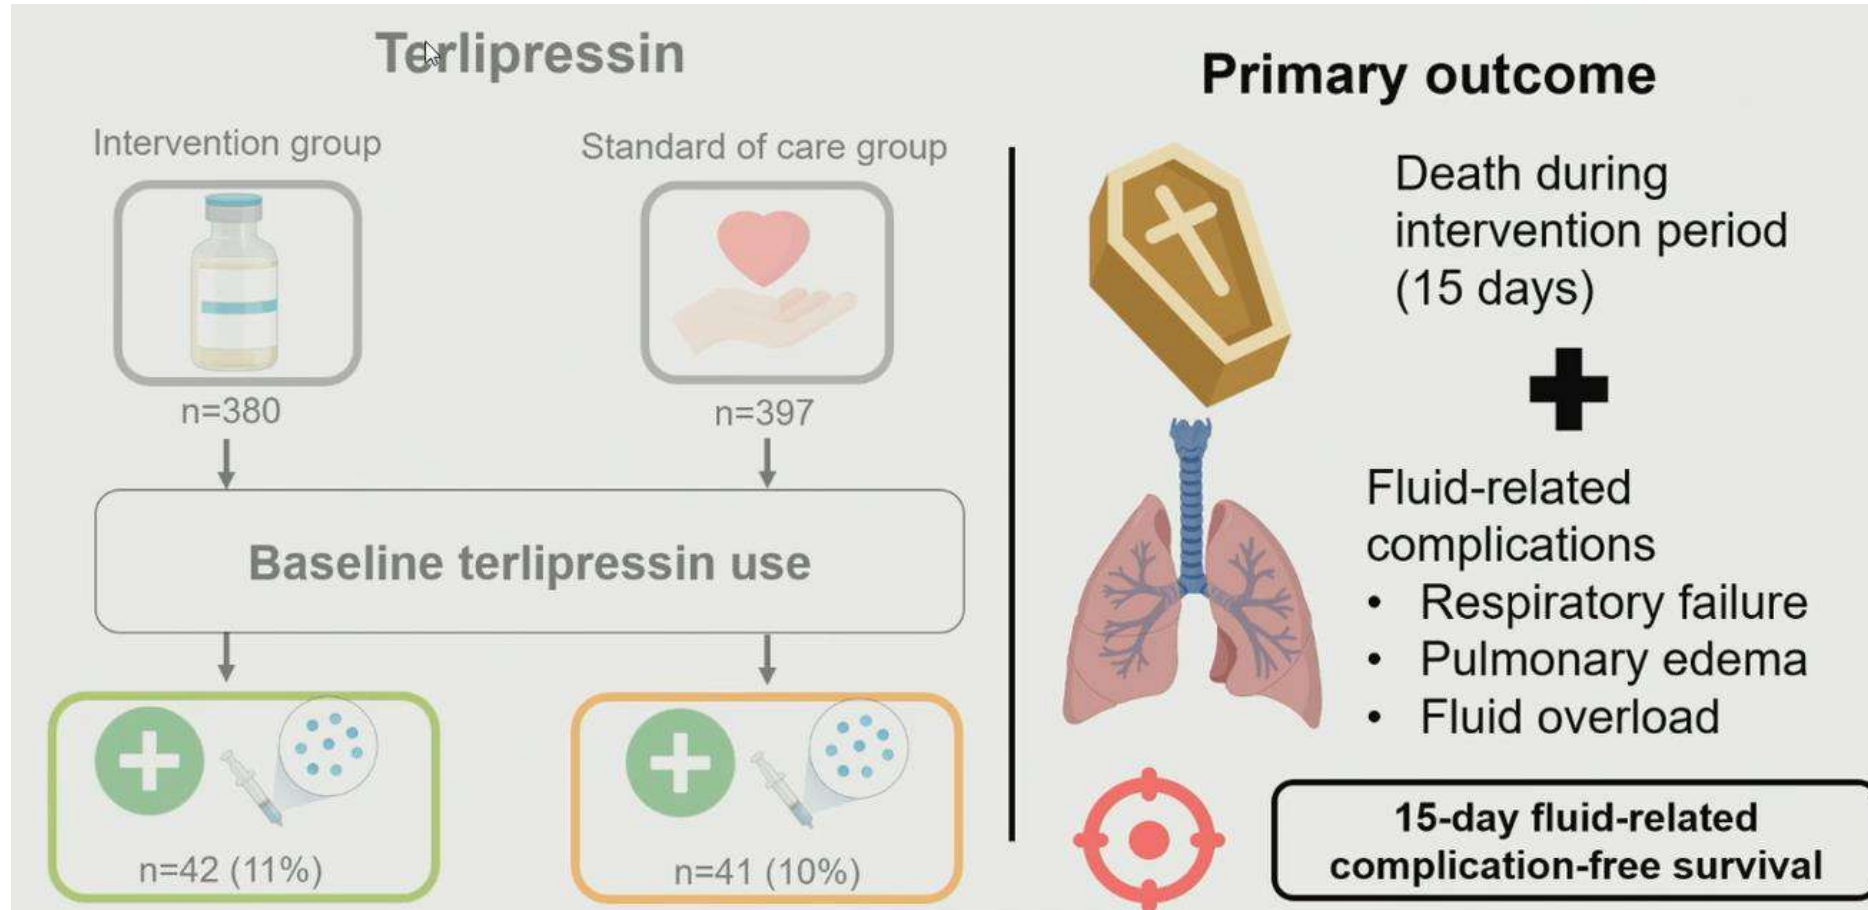 Terlipressin
Intervention group
Standard of care group
n=380
n=397
Baseline terlipressin use
n=42 (11%)
n=41 (10%)
Primary outcome
Death during
intervention period
(15 days)
Fluid-related
complications
• Respiratory failure
• Pulmonary edema
• Fluid overload
15-day fluid-related
complication-free survival